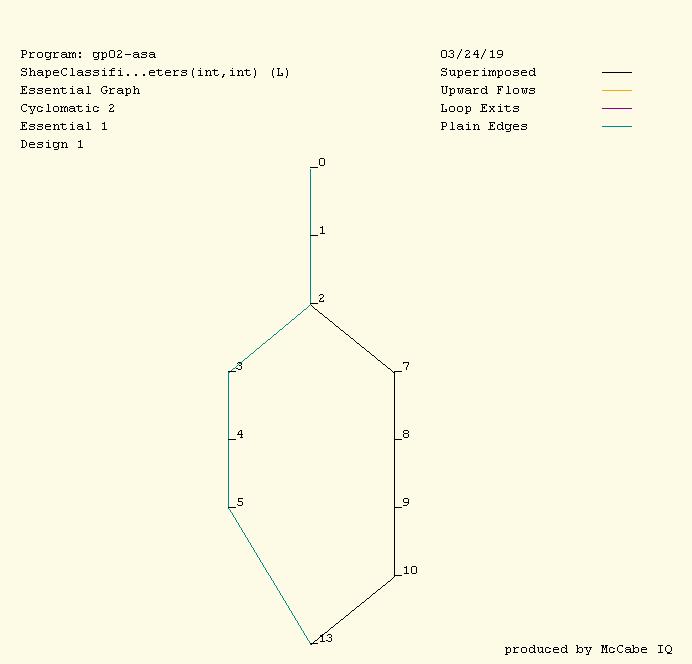 Program: gp02-asa
ShapeClassifi...eters(int,int) (L)
Essential Graph
Cyclomatic 2
Essential 1
Design 1
03/24/19
Superimposed
Upward Flows
Loop Exits
Plain Edges
0
1
2
3 7
4 8
5 9
10
13
produced by McCabe IQ